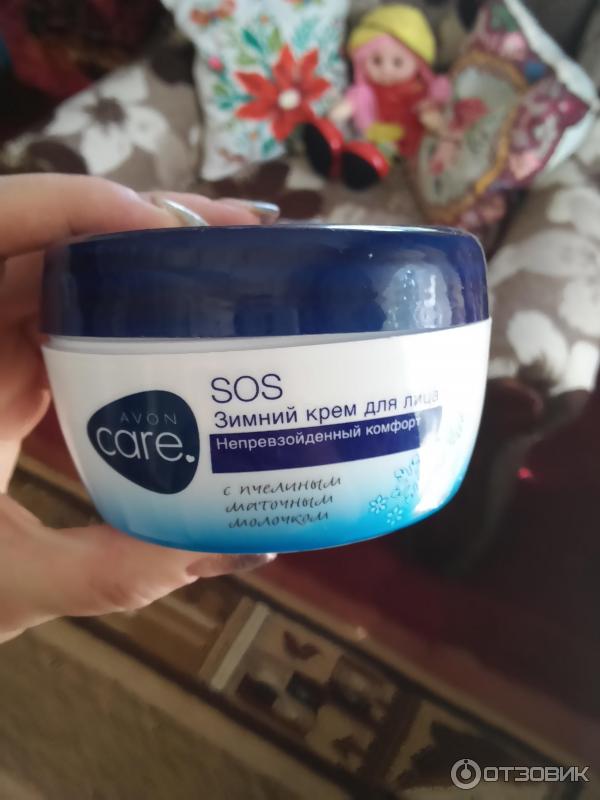 AVON
care.
SOS
Зимний крем для лица
Непревзойденный комфорт
с пчелиным
маточным
молочком
ОТЗОВИК